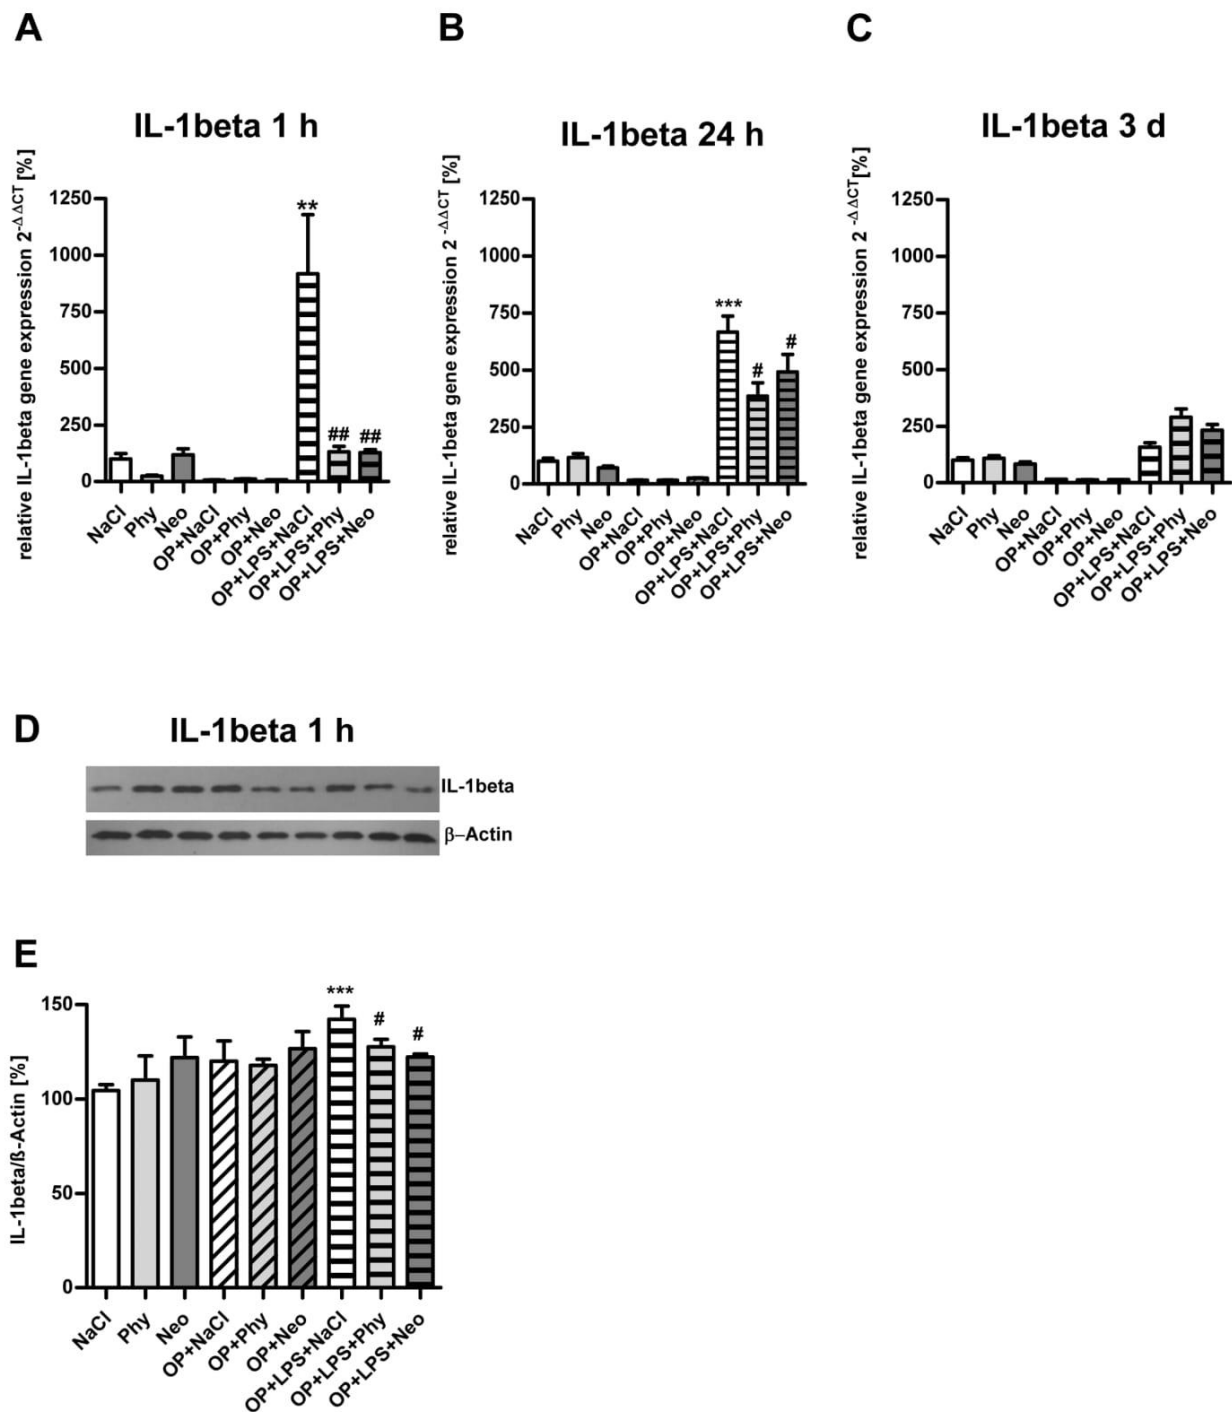 A
B
C
IL-1beta 1 h
IL-1beta 24 h
IL-1beta 3 d
relative IL-1beta gene expression 2^-ΔΔCT [%]
1250
1000
750
500
250
0
**
##
##
NaCl
Phy
Neo
OP+NaCl
OP+Phy
OP+Neo
OP+LPS+NaCl
OP+LPS+Phy
OP+LPS+Neo
relative IL-1beta gene expression 2 ^-ΔΔCT [%]
1250
1000
750
500
250
0
***
#
#
NaCl
Phy
Neo
OP+NaCl
OP+Phy
OP+Neo
OP+LPS+NaCl
OP+LPS+Phy
OP+LPS+Neo
relative IL-1beta gene expression 2 ^-ΔΔCT [%]
1250
1000
750
500
250
0
NaCl
Phy
Neo
OP+NaCl
OP+Phy
OP+Neo
OP+LPS+NaCl
OP+LPS+Phy
OP+LPS+Neo
D
IL-1beta 1 h
IL-1beta
β–Actin
E
IL-1beta/ß-Actin [%]
150
100
50
0
***
#
#
NaCl
Phy
Neo
OP+NaCl
OP+Phy
OP+Neo
OP+LPS+NaCl
OP+LPS+Phy
OP+LPS+Neo